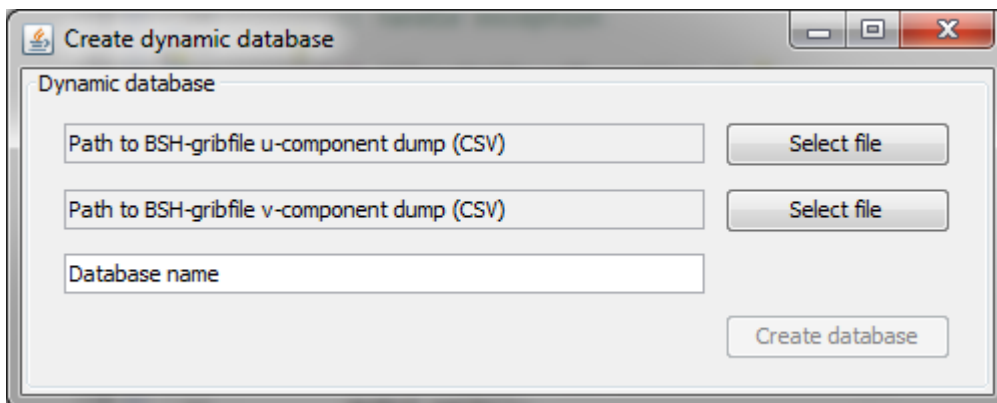 Create dynamic database
Dynamic database
Path to BSH-gribfile u-component dump (CSV)
Select file
Path to BSH-gribfile v-component dump (CSV)
Select file
Database name
Create database